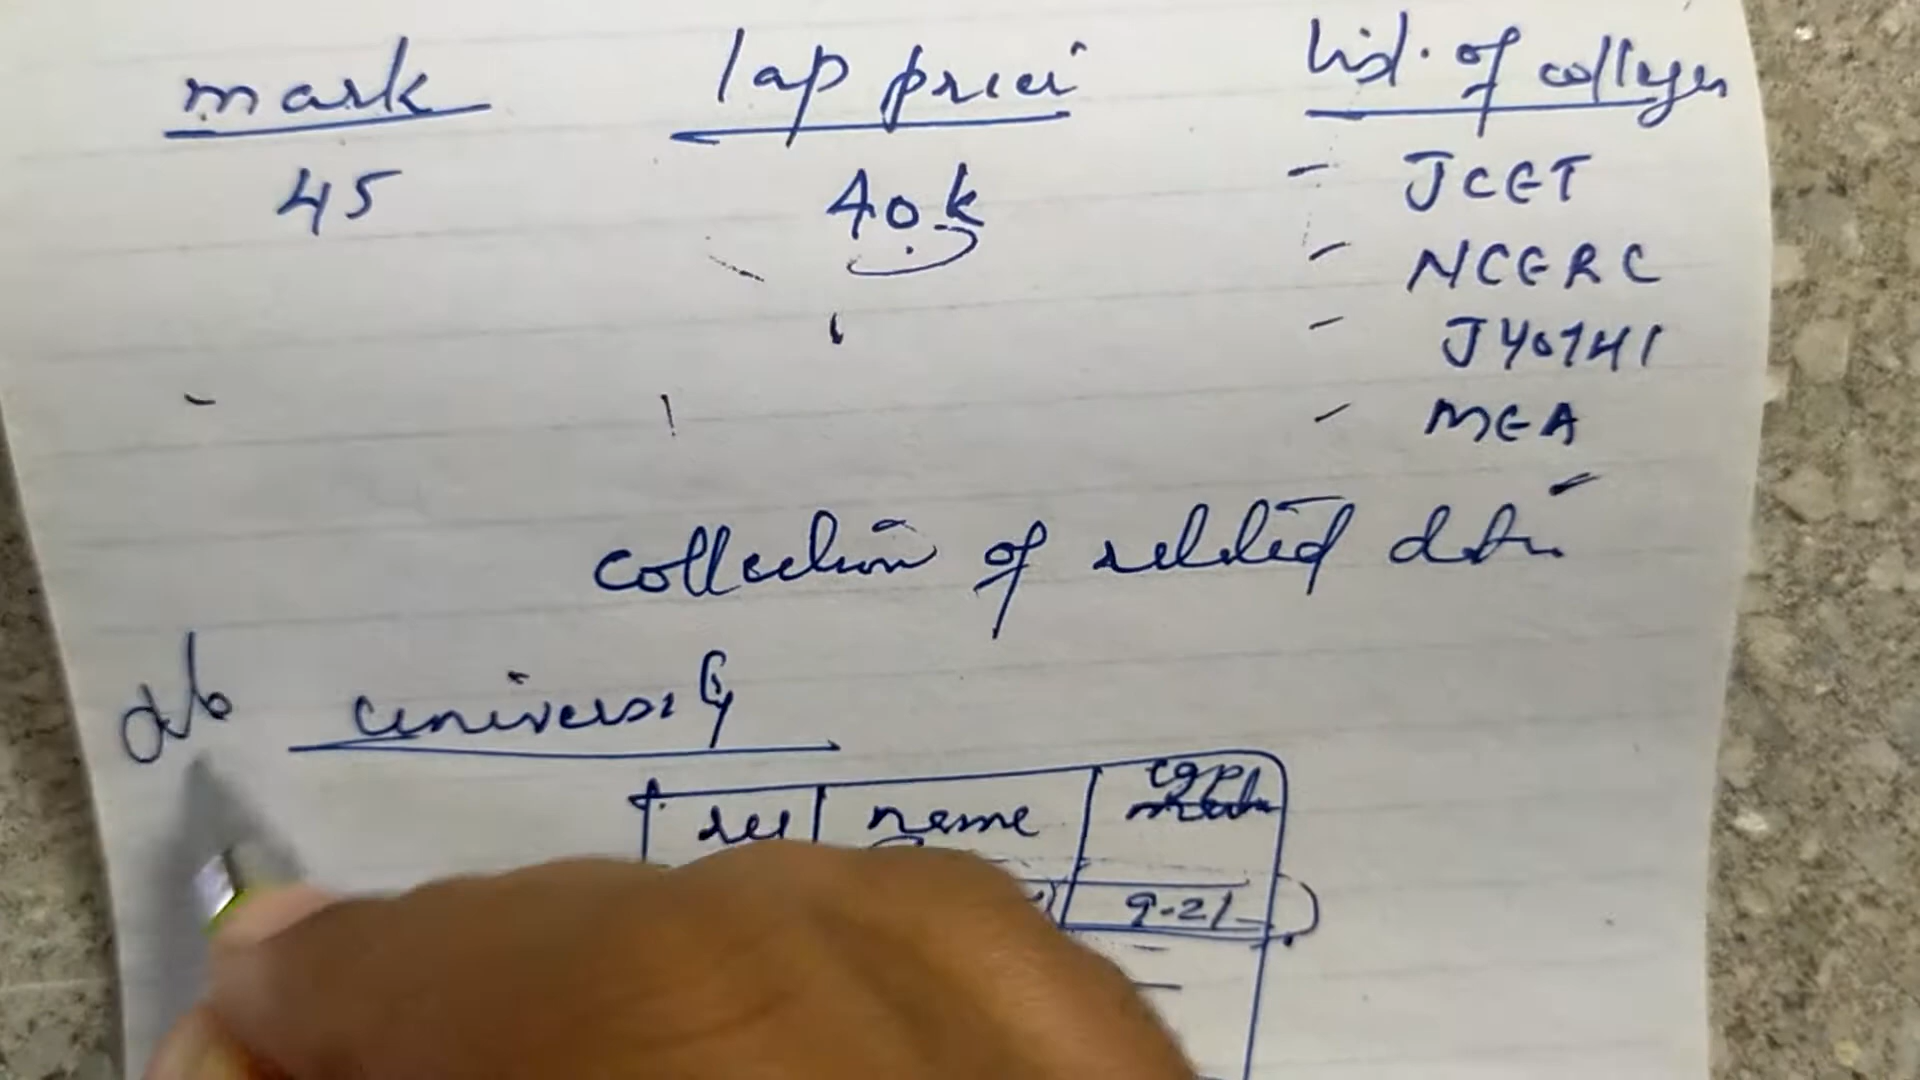 mark lap price list of colleges
45 40k - JCET
- NCERC
- JYOTHI
- MEA
collection of related data
db university
name cgpa
9.21